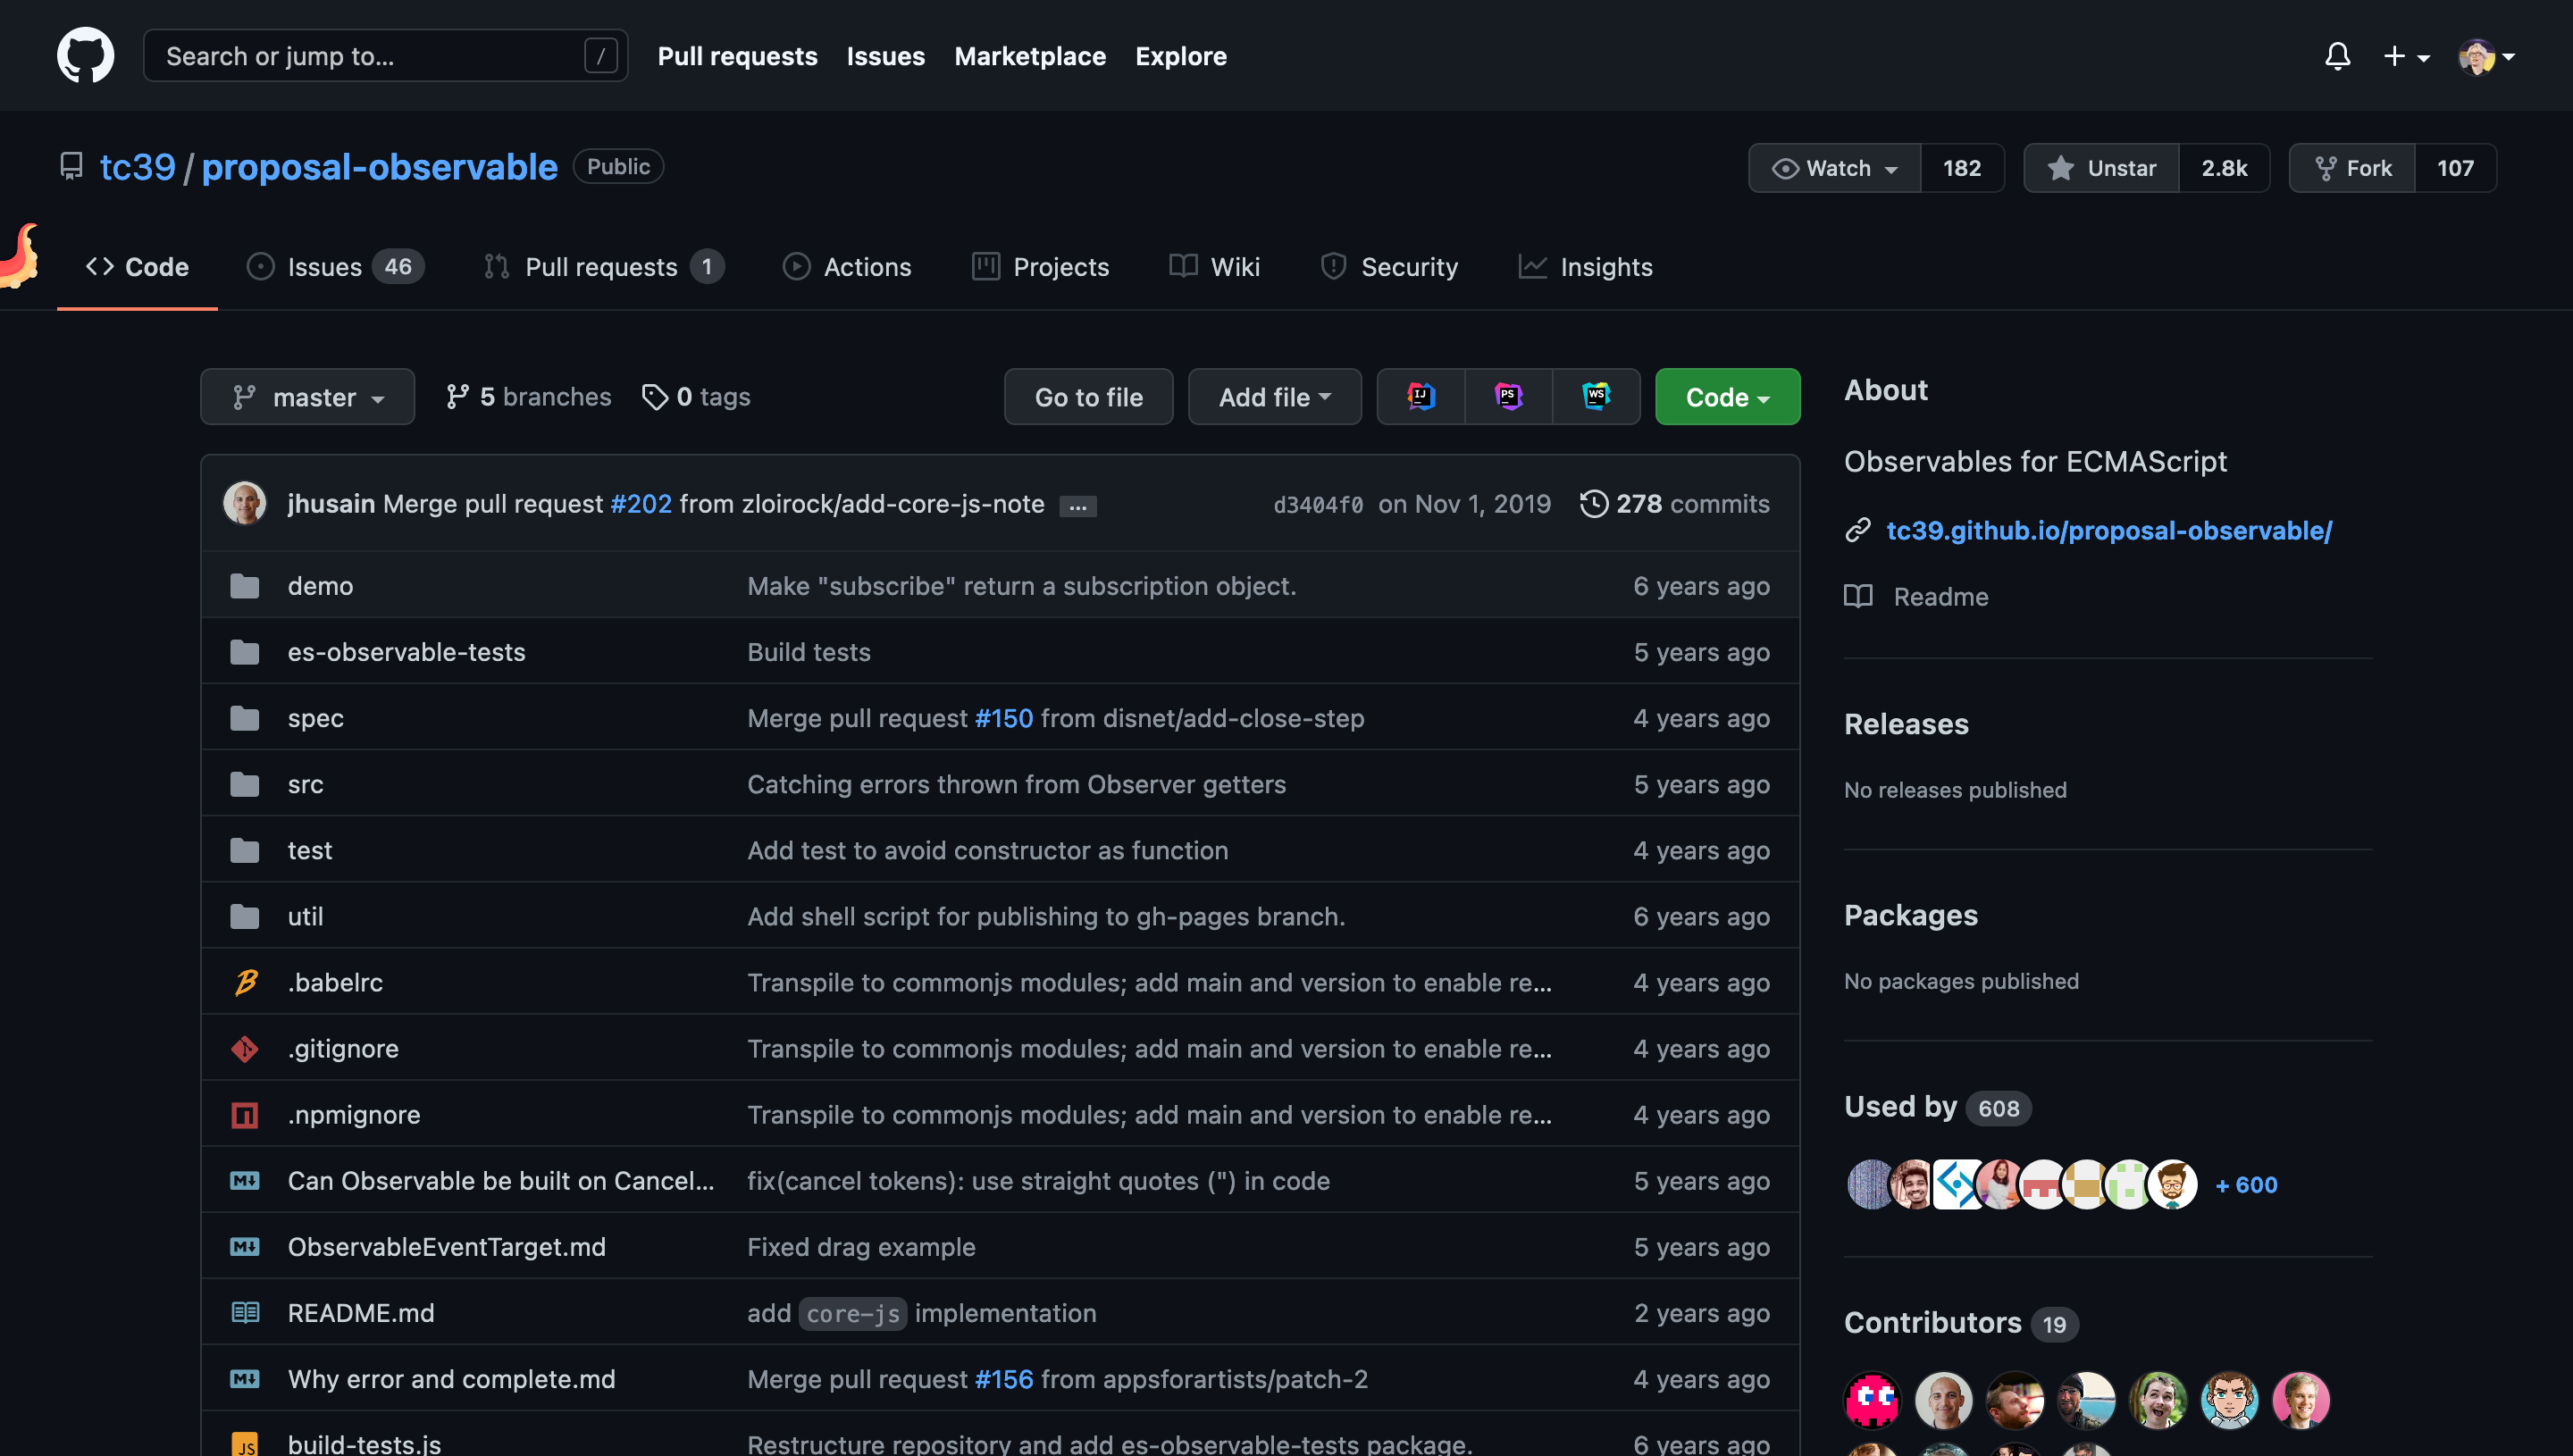 Search or jump to... /
Pull requests Issues Marketplace Explore
tc39 / proposal-observable Public
Watch 182 Unstar 2.8k Fork 107
Code Issues 46 Pull requests 1 Actions Projects Wiki Security Insights
master 5 branches 0 tags Go to file Add file IJ PS WS Code
jhusain Merge pull request #202 from zloirock/add-core-js-note ... d3404f0 on Nov 1, 2019 278 commits
demo Make "subscribe" return a subscription object. 6 years ago
es-observable-tests Build tests 5 years ago
spec Merge pull request #150 from disnet/add-close-step 4 years ago
src Catching errors thrown from Observer getters 5 years ago
test Add test to avoid constructor as function 4 years ago
util Add shell script for publishing to gh-pages branch. 6 years ago
.babelrc Transpile to commonjs modules; add main and version to enable re... 4 years ago
.gitignore Transpile to commonjs modules; add main and version to enable re... 4 years ago
.npmignore Transpile to commonjs modules; add main and version to enable re... 4 years ago
Can Observable be built on Cancel... fix(cancel tokens): use straight quotes (") in code 5 years ago
ObservableEventTarget.md Fixed drag example 5 years ago
README.md add core-js implementation 2 years ago
Why error and complete.md Merge pull request #156 from appsforartists/patch-2 4 years ago
build-tests.js Restructure repository and add es-observable-tests package. 6 years ago
About
Observables for ECMAScript
tc39.github.io/proposal-observable/
Readme
Releases
No releases published
Packages
No packages published
Used by 608
+ 600
Contributors 19